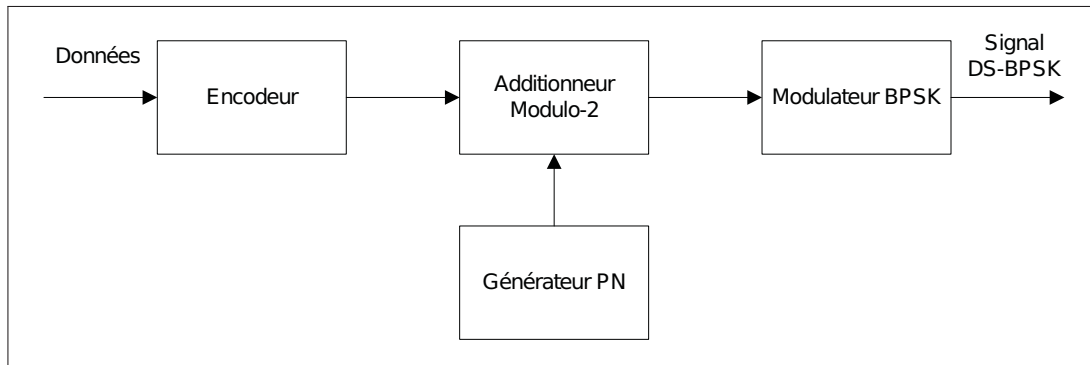 Données
Encodeur
Additionneur
Modulo-2
Modulateur BPSK
Signal
DS-BPSK
Générateur PN